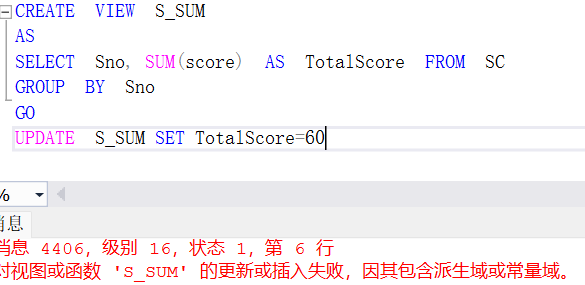 CREATE VIEW S_SUM
AS
SELECT Sno, SUM(score) AS TotalScore FROM SC
GROUP BY Sno
GO
UPDATE S_SUM SET TotalScore=60
%
消息
消息 4406，级别 16，状态 1，第 6 行
对视图或函数 'S_SUM' 的更新或插入失败，因其包含派生域或常量域。